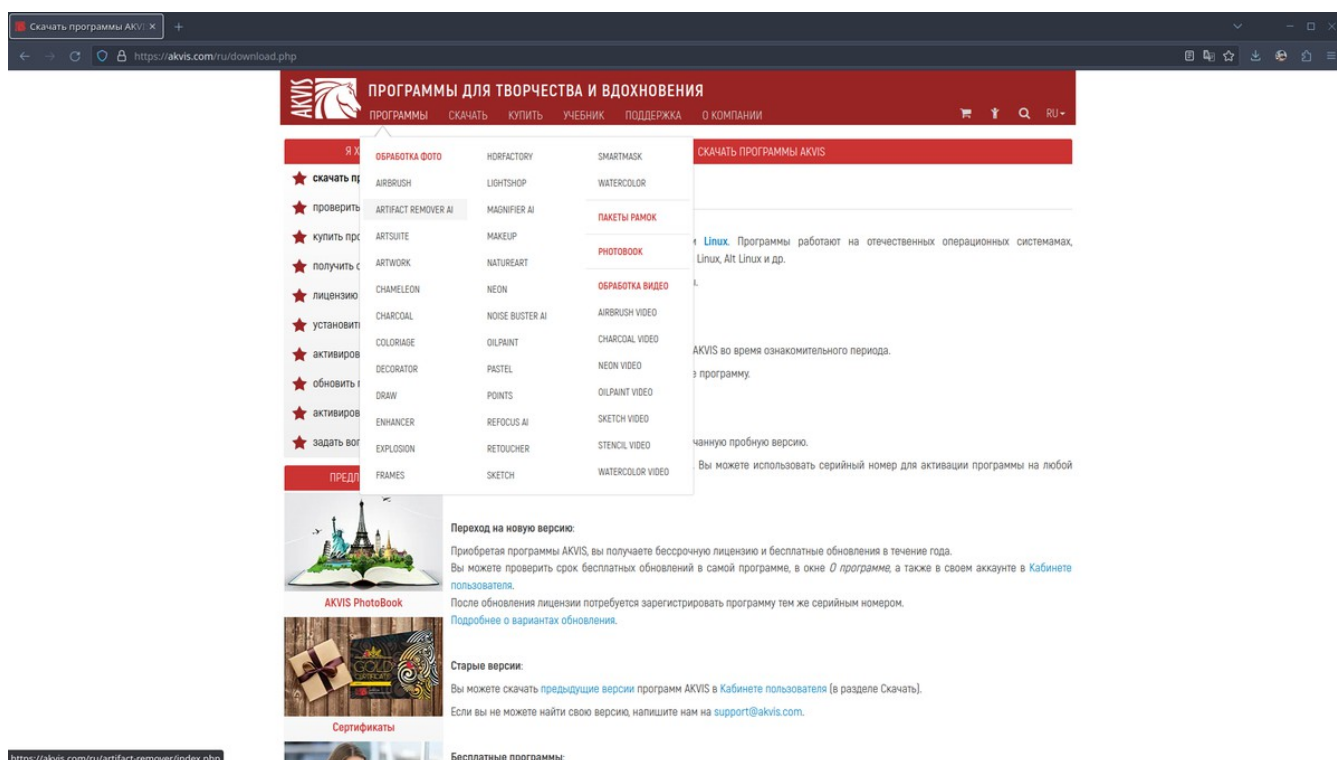 Скачать программы AKVI
https://akvis.com/ru/download.php
AKVIS
ПРОГРАММЫ ДЛЯ ТВОРЧЕСТВА И ВДОХНОВЕНИЯ
ПРОГРАММЫ СКАЧАТЬ КУПИТЬ УЧЕБНИК ПОДДЕРЖКА О КОМПАНИИ RU
Я Х
скачать пр
проверить
купить про
получить с
лицензию
установить
активиров
обновить
активиров
задать воп
ПРЕДЛ
AKVIS PhotoBook
GOLD
CERTIFICATE
Сертификаты
ОБРАБОТКА ФОТО
AIRBRUSH
ARTIFACT REMOVER AI
ARTSUITE
ARTWORK
CHAMELEON
CHARCOAL
COLORIAGE
DECORATOR
DRAW
ENHANCER
EXPLOSION
FRAMES
HDRFACTORY
LIGHTSHOP
MAGNIFIER AI
MAKEUP
NATUREART
NEON
NOISE BUSTER AI
OILPAINT
PASTEL
POINTS
REFOCUS AI
RETOUCHER
SKETCH
SMARTMASK
WATERCOLOR
ПАКЕТЫ РАМОК
PHOTOBOOK
ОБРАБОТКА ВИДЕО
AIRBRUSH VIDEO
CHARCOAL VIDEO
NEON VIDEO
OILPAINT VIDEO
SKETCH VIDEO
STENCIL VIDEO
WATERCOLOR VIDEO
СКАЧАТЬ ПРОГРАММЫ AKVIS
Linux. Программы работают на отечественных операционных системамах,
Linux, Alt Linux и др.
AKVIS во время ознакомительного периода.
программу.
чанную пробную версию.
Вы можете использовать серийный номер для активации программы на любой
Переход на новую версию:
Приобретая программы AKVIS, вы получаете бессрочную лицензию и бесплатные обновления в течение года.
Вы можете проверить срок бесплатных обновлений в самой программе, в окне О программе, а также в своем аккаунте в Кабинете
пользователя.
После обновления лицензии потребуется зарегистрировать программу тем же серийным номером.
Подробнее о вариантах обновления.
Старые версии:
Вы можете скачать предыдущие версии программ AKVIS в Кабинете пользователя (в разделе Скачать).
Если вы не можете найти свою версию, напишите нам на support@akvis.com.
Бесплатные программы:
https://akvis.com/ru/artifact-remover/index.php